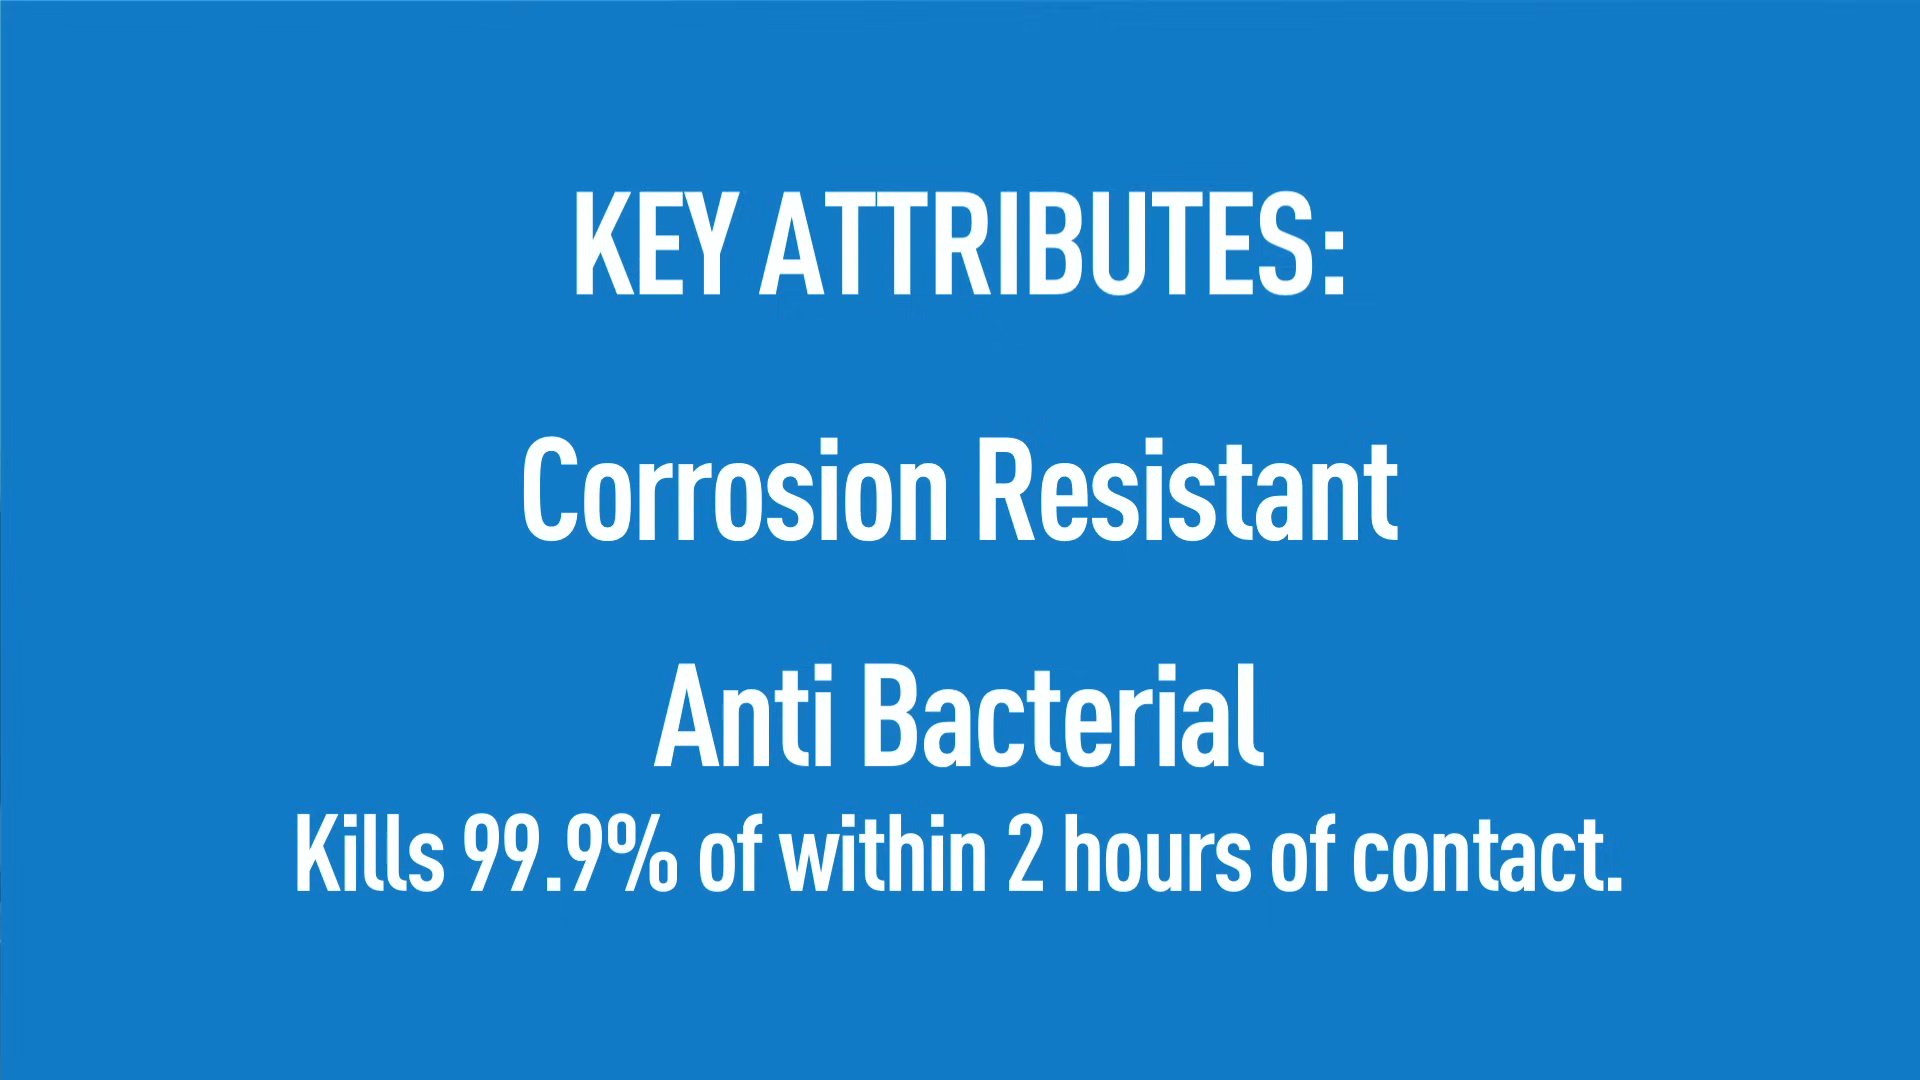 KEY ATTRIBUTES:
Corrosion Resistant
Anti Bacterial
Kills 99.9% of within 2 hours of contact.